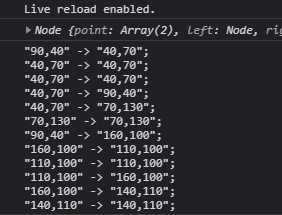 Live reload enabled.
Node {point: Array(2), left: Node, rig
"90,40" -> "40,70";
"40,70" -> "40,70";
"40,70" -> "40,70";
"40,70" -> "90,40";
"40,70" -> "70,130";
"70,130" -> "70,130";
"90,40" -> "160,100";
"160,100" -> "110,100";
"110,100" -> "110,100";
"110,100" -> "160,100";
"160,100" -> "140,110";
"140,110" -> "140,110";